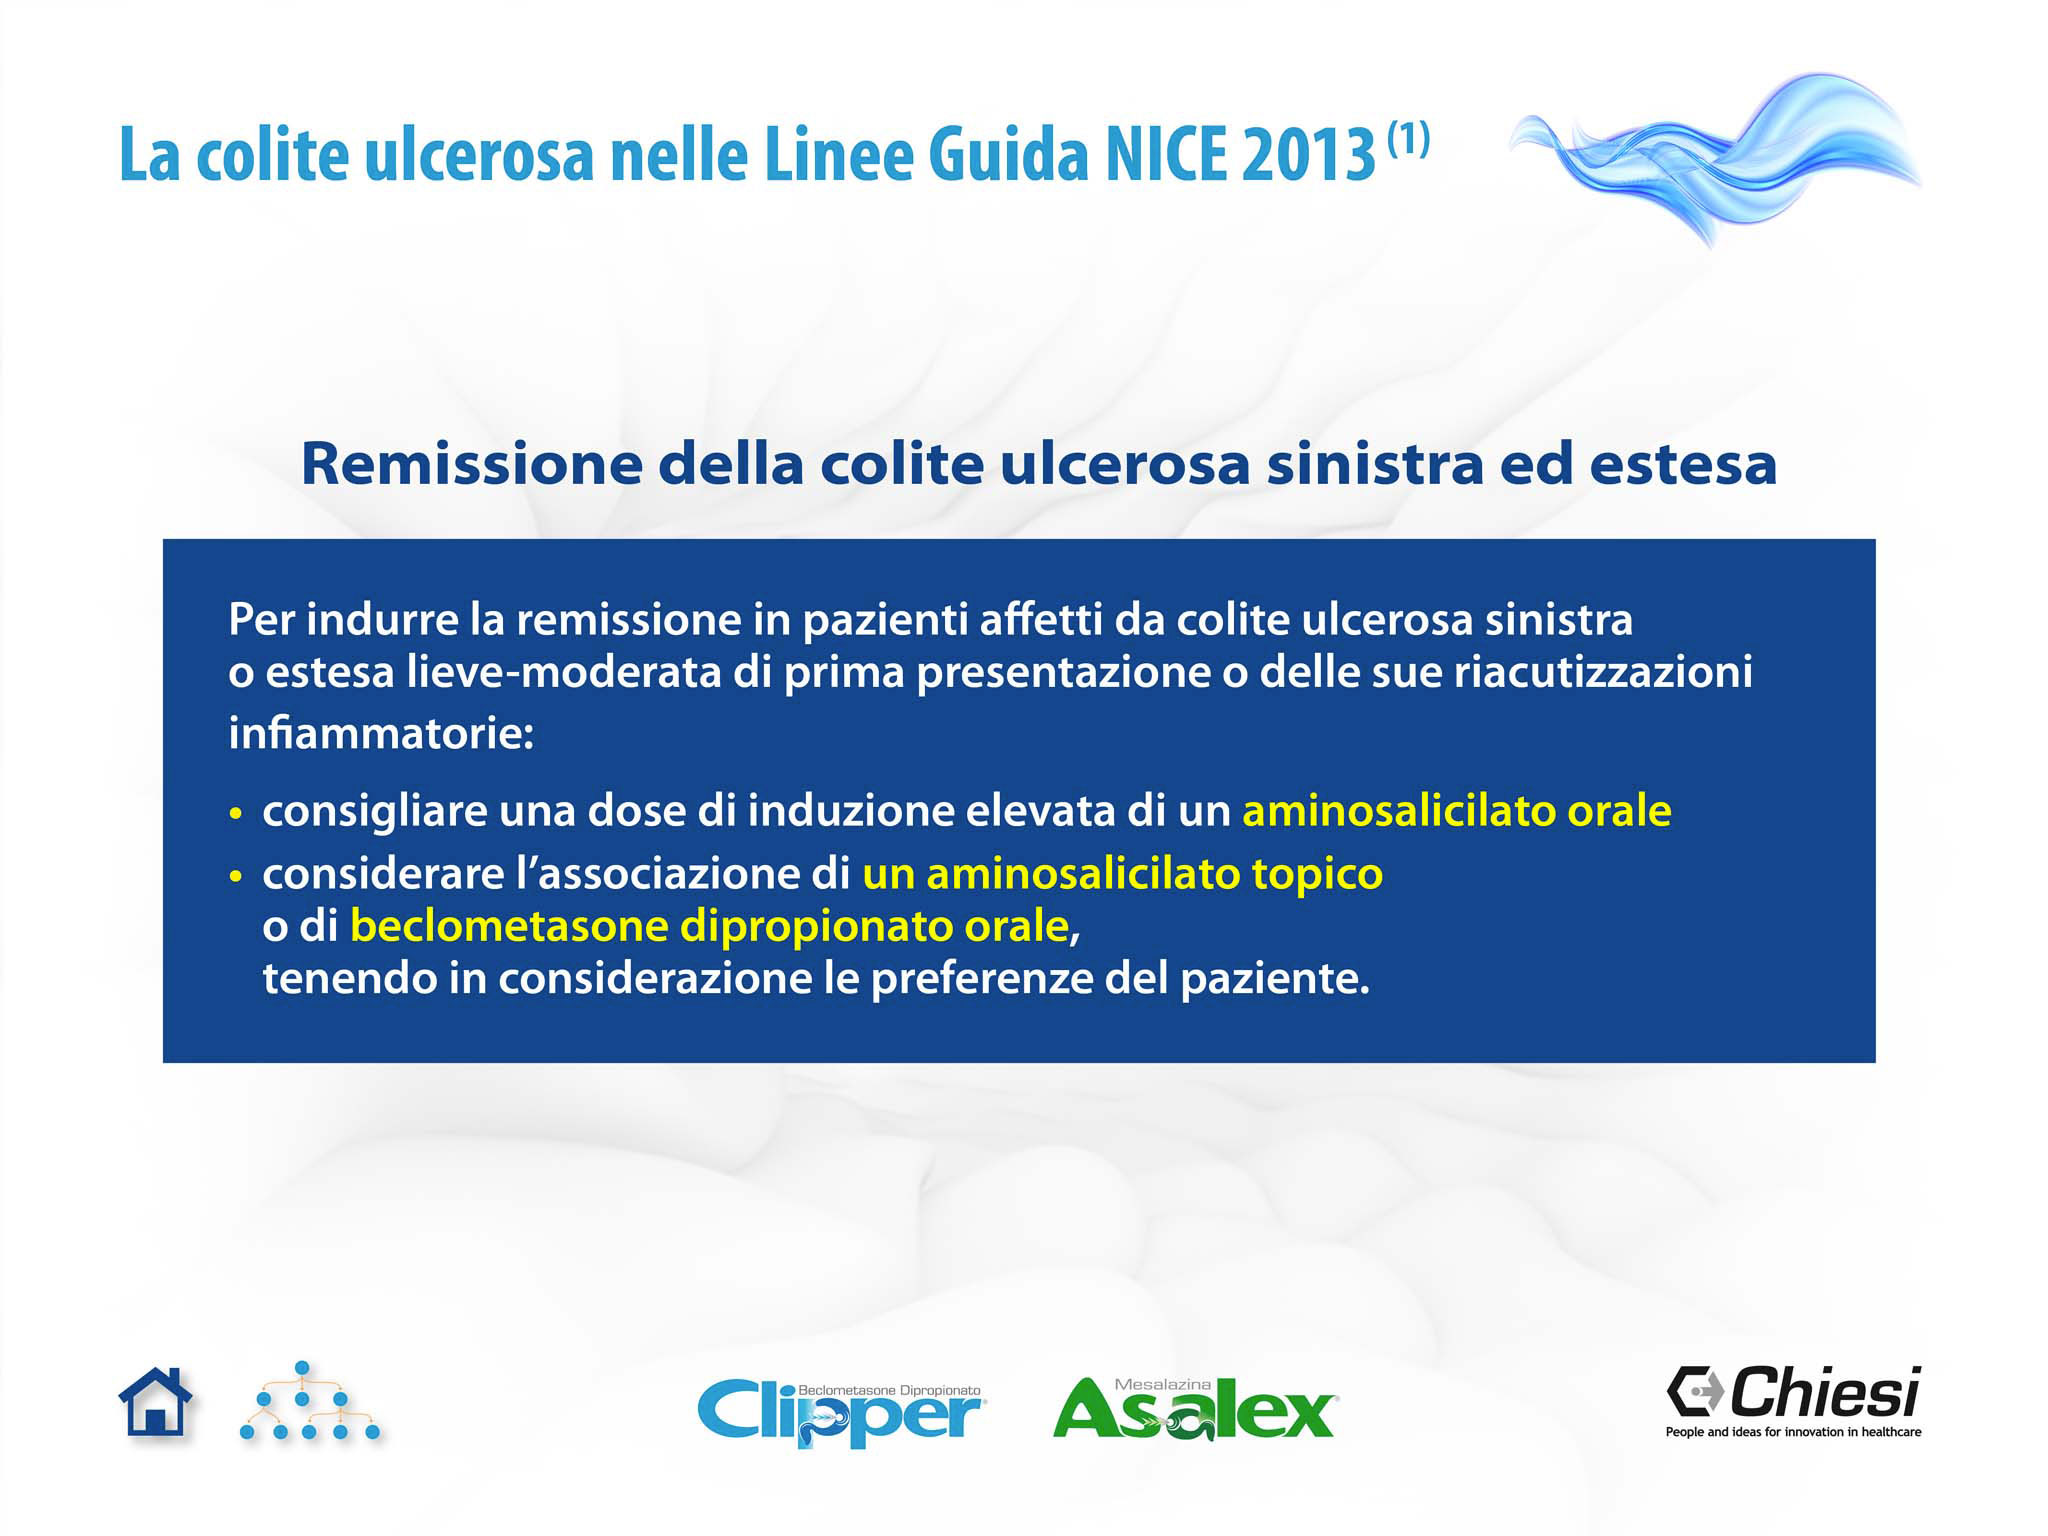 La colite ulcerosa nelle Linee Guida NICE 2013 (1)
Remissione della colite ulcerosa sinistra ed estesa
Per indurre la remissione in pazienti affetti da colite ulcerosa sinistra
o estesa lieve-moderata di prima presentazione o delle sue riacutizzazioni
infiammatorie:
• consigliare una dose di induzione elevata di un aminosalicilato orale
• considerare l’associazione di un aminosalicilato topico
o di beclometasone dipropionato orale,
tenendo in considerazione le preferenze del paziente.
Beclometasone Dipropionato
Clipper®
Mesalazina
Asalex®
Chiesi
People and ideas for innovation in healthcare